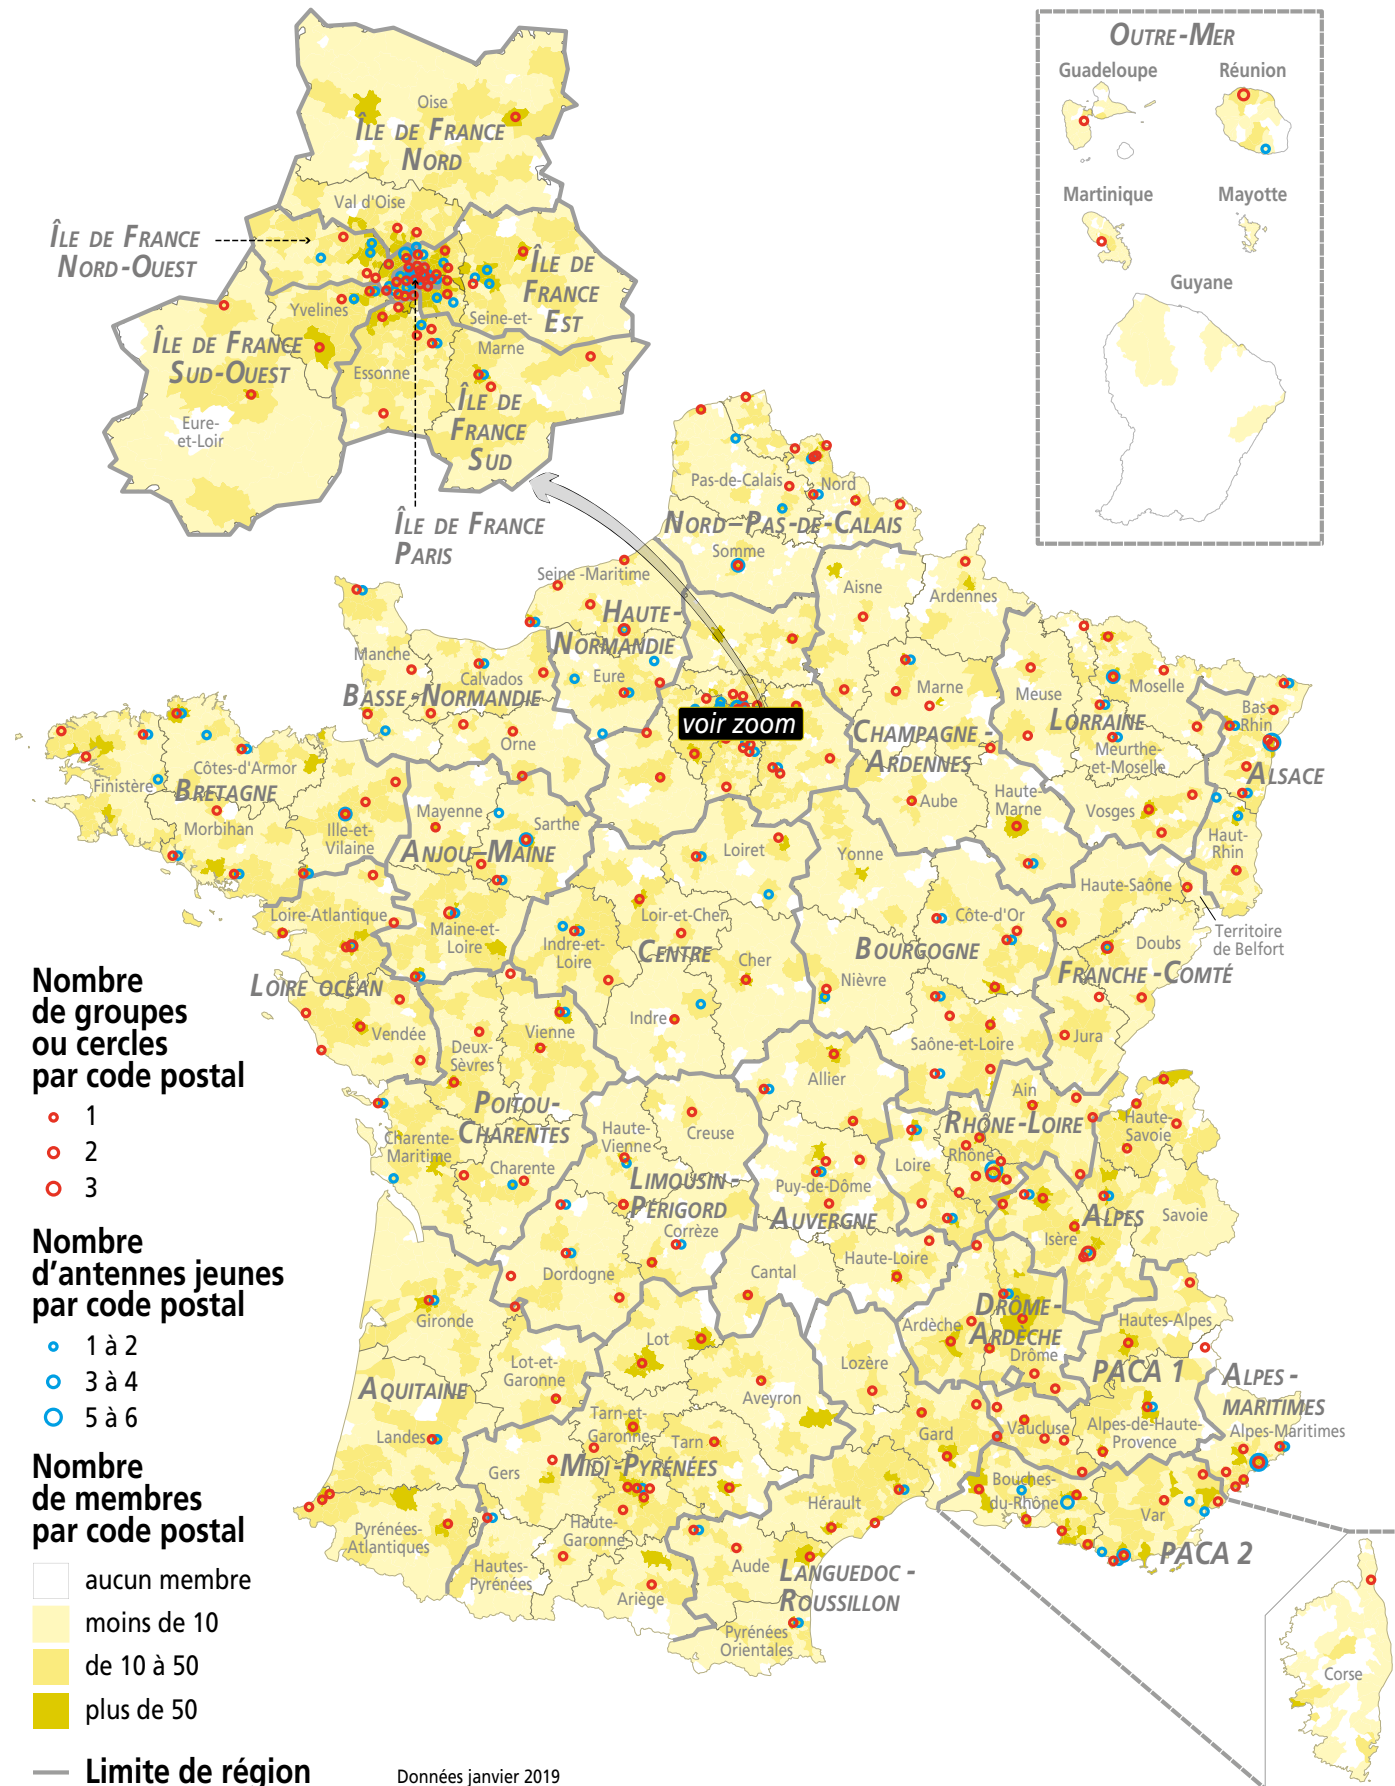 OUTRE-MER
Guadeloupe
Réunion
Martinique
Mayotte
Guyane
Oise
ÎLE DE FRANCE
NORD
Val d'Oise
ÎLE DE FRANCE
NORD-OUEST
ÎLE DE
FRANCE
EST
Seine-et-
Marne
Yvelines
ÎLE DE FRANCE
SUD-OUEST
Essonne
Eure-
et-Loir
ÎLE DE
FRANCE
SUD
ÎLE DE FRANCE
PARIS
Pas-de-Calais
Nord
NORD-PAS-DE-CALAIS
Somme
Seine -Maritime
HAUTE-
NORMANDIE
Eure
Aisne
Ardennes
Manche
Calvados
BASSE-NORMANDIE
Orne
voir zoom
Marne
CHAMPAGNE -
ARDENNES
Aube
Haute-
Marne
Meuse
Moselle
LORRAINE
Meurthe-
et-Moselle
Vosges
Bas-
Rhin
ALSACE
Haut-
Rhin
Finistère
Côtes-d'Armor
BRETAGNE
Morbihan
Ille-et-
Vilaine
Mayenne
Sarthe
ANJOU-MAINE
Loire-Atlantique
Maine-et-
Loire
LOIRE OCÉAN
Vendée
Loiret
Yonne
Loir-et-Cher
Indre-et-
Loire
CENTRE
Cher
Indre
Côte-d'Or
BOURGOGNE
Nièvre
Saône-et-Loire
Haute-Saône
Territoire
de Belfort
Doubs
FRANCHE-COMTÉ
Jura
Deux-
Sèvres
Vienne
POITOU-
CHARENTES
Charente-
Maritime
Charente
Haute-
Vienne
Creuse
LIMOUSIN-
PÉRIGORD
Corrèze
Dordogne
Allier
Puy-de-Dôme
AUVERGNE
Cantal
Haute-Loire
Ain
RHÔNE-LOIRE
Rhône
Loire
Haute-
Savoie
ALPES
Savoie
Isère
DRÔME-
ARDÈCHE
Ardèche
Drôme
Hautes-Alpes
PACA 1
ALPES -
MARITIMES
Alpes-Maritimes
Alpes-de-Haute-
Provence
Vaucluse
Bouches-
du-Rhône
Var
PACA 2
Corse
Gironde
Lot-et-
Garonne
AQUITAINE
Landes
Pyrénées-
Atlantiques
Lot
Aveyron
Lozère
Tarn-et-
Garonne
Tarn
Gers
MIDI-PYRÉNÉES
Haute-
Garonne
Hautes-
Pyrénées
Ariège
Gard
Hérault
Aude
LANGUEDOC -
ROUSSILLON
Pyrénées
Orientales
Nombre
de groupes
ou cercles
par code postal
1
2
3
Nombre
d'antennes jeunes
par code postal
1 à 2
3 à 4
5 à 6
Nombre
de membres
par code postal
aucun membre
moins de 10
de 10 à 50
plus de 50
Limite de région
Données janvier 2019